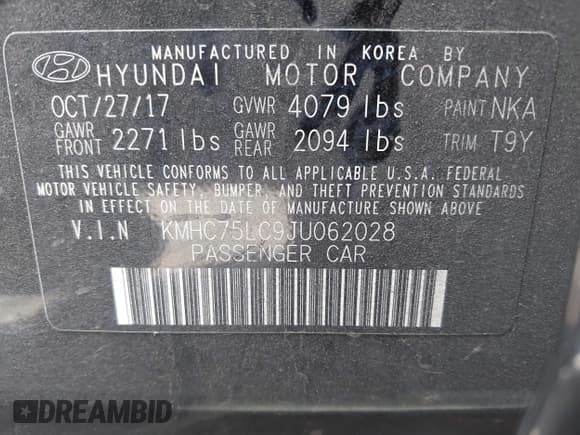 MANUFACTURED IN KOREA BY
HYUNDAI MOTOR COMPANY
OCT/27/17 GVWR 4079 lbs PAINT NKA
GAWR FRONT 2271 lbs GAWR REAR 2094 lbs TRIM T9Y
THIS VEHICLE CONFORMS TO ALL APPLICABLE U.S.A. FEDERAL
MOTOR VEHICLE SAFETY, BUMPER, AND THEFT PREVENTION STANDARDS
IN EFFECT ON THE DATE OF MANUFACTURE SHOWN ABOVE
V.I.N KMHC75LC9JU062028
PASSENGER CAR
DREAMBID